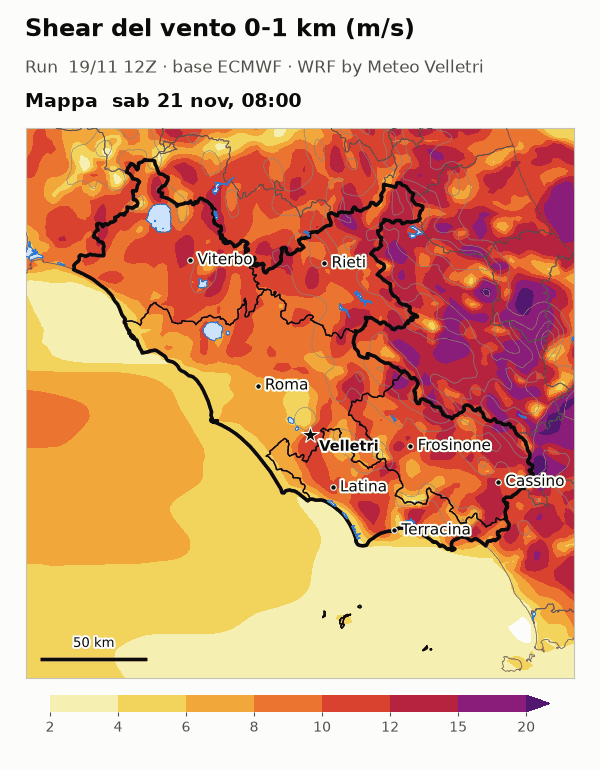 Shear del vento 0-1 km (m/s)
Run  19/11 12Z · base ECMWF · WRF by Meteo Velletri
Mappa  sab 21 nov, 08:00
Viterbo
Rieti
Roma
Velletri
Frosinone
Latina
Cassino
Terracina
50 km
2 4 6 8 10 12 15 20